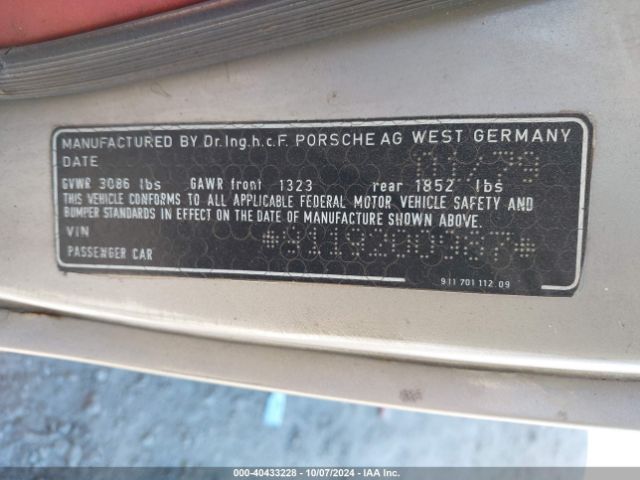 MANUFACTURED BY Dr.Ing.h.c.F. PORSCHE AG WEST GERMANY
DATE 01/79
GVWR 3086 lbs GAWR front 1323 rear 1852 lbs
THIS VEHICLE CONFORMS TO ALL APPLICABLE FEDERAL MOTOR VEHICLE SAFETY AND
BUMPER STANDARDS IN EFFECT ON THE DATE OF MANUFACTURE SHOWN ABOVE.
VIN
PASSENGER CAR
911 701 112 09
000-40433228 - 10/07/2024 - IAA Inc.